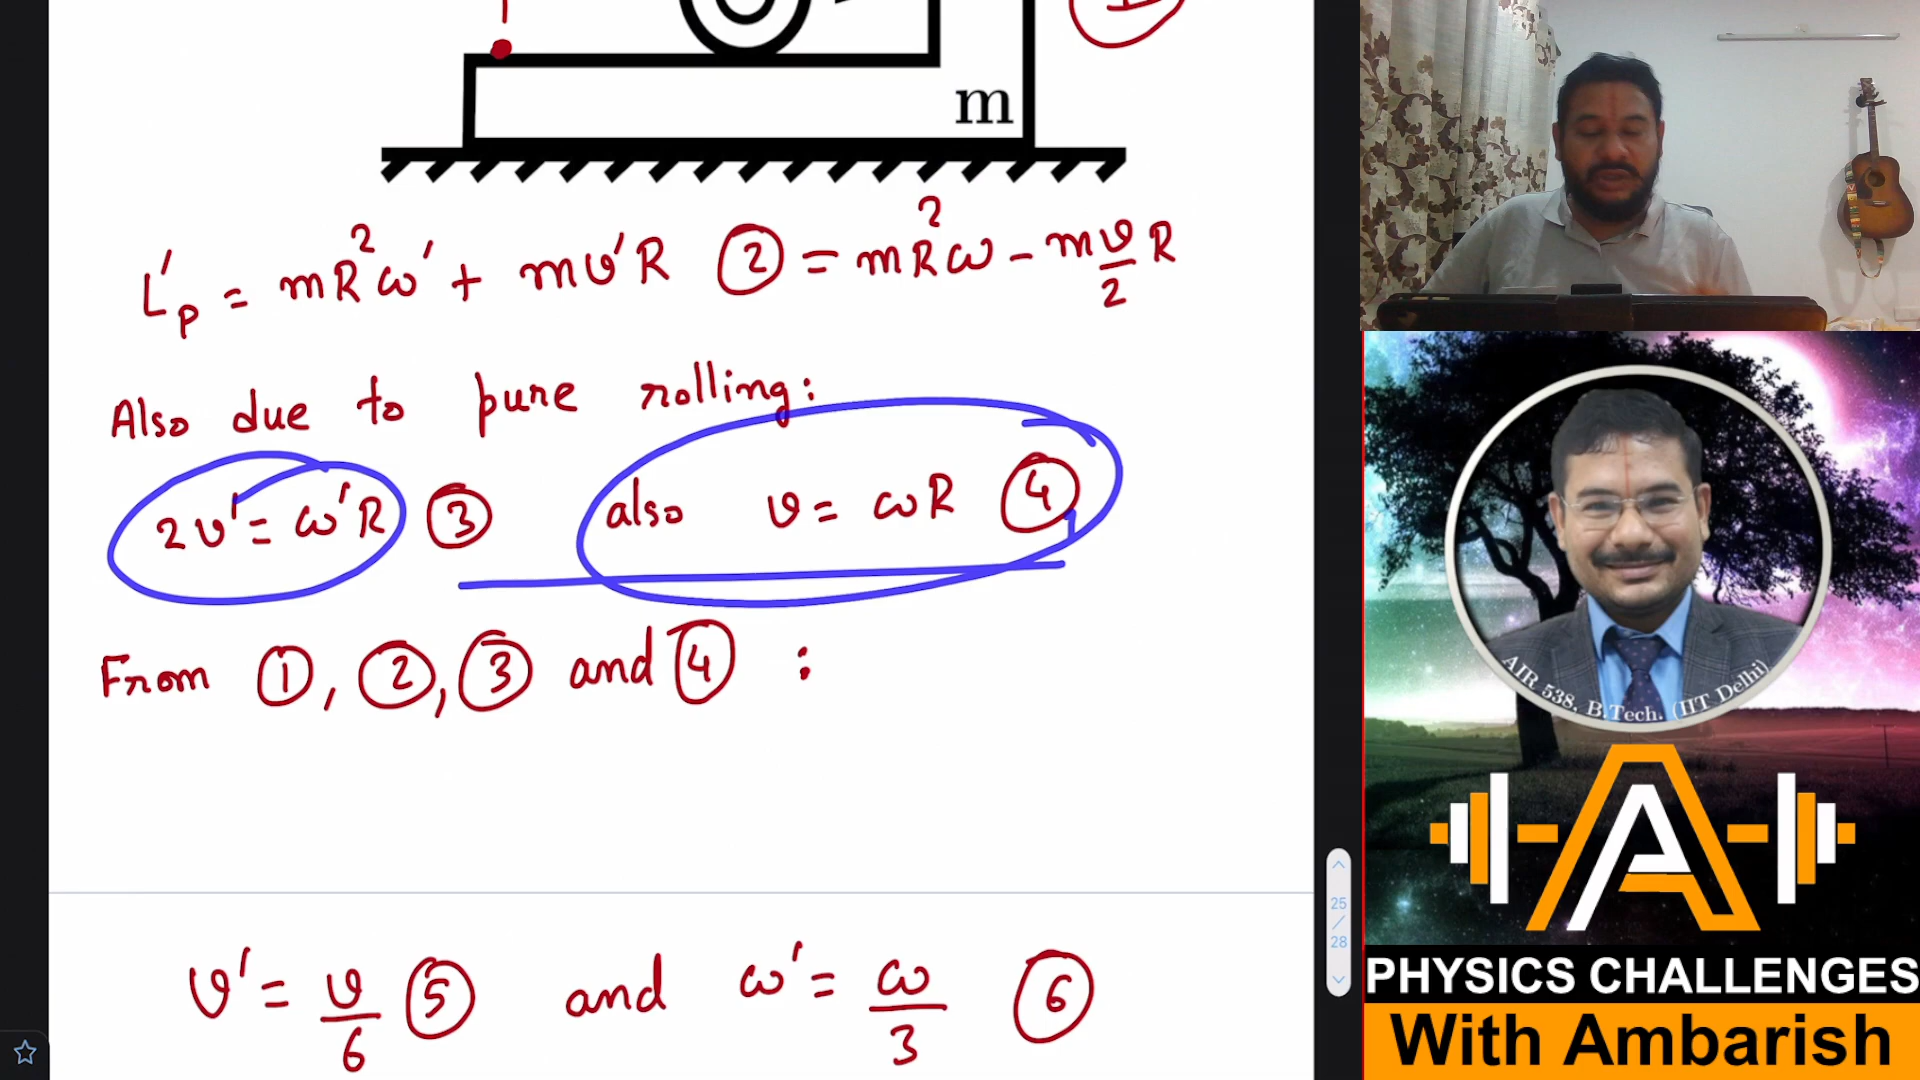 m
L'p = mR²ω' + mv'R ② = mR²ω - m v/2 R
Also due to pure rolling:
2v' = ω'R ③ also v = ωR ④
From ①, ②, ③ and ④ :
v' = v/6 ⑤ and ω' = ω/3 ⑥
25
/
28
AIR 538, B.Tech. (IIT Delhi)
A
PHYSICS CHALLENGES
With Ambarish